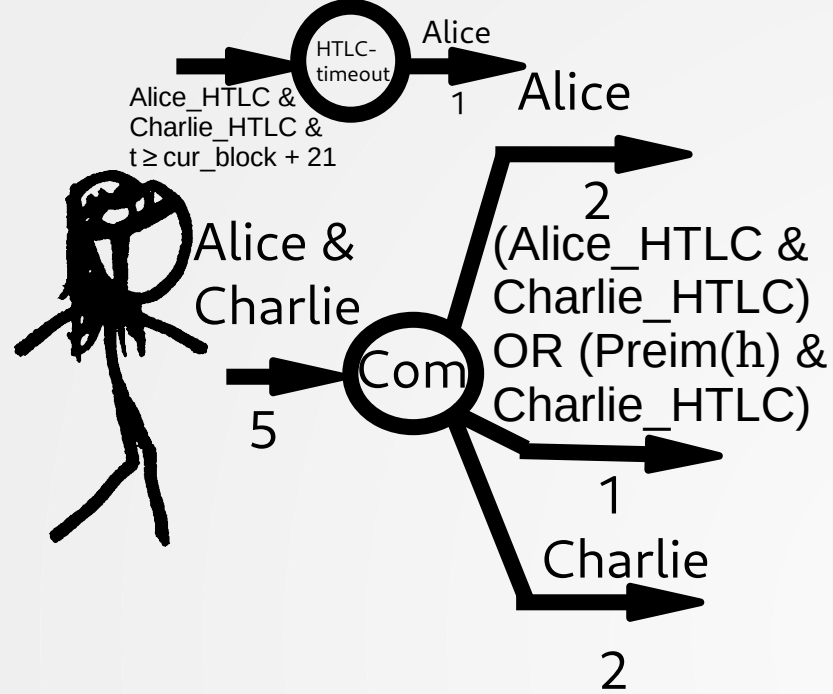 HTLC-
timeout
Alice
1
Alice_HTLC &
Charlie_HTLC &
t ≥ cur_block + 21
Alice
2
Alice &
Charlie
5
Com
(Alice_HTLC &
Charlie_HTLC)
OR (Preim(h) &
Charlie_HTLC)
1
Charlie
2